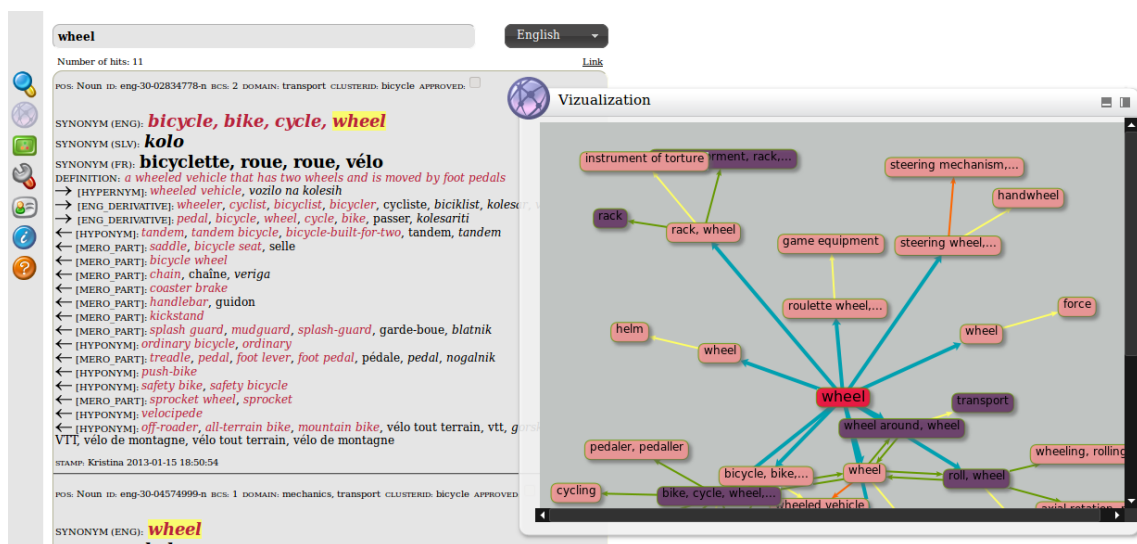 wheel
English
Number of hits: 11
Link
POS: Noun ID: eng-30-02834778-n BCS: 2 DOMAIN: transport CLUSTERID: bicycle APPROVED:
SYNONYM (ENG): bicycle, bike, cycle, wheel
SYNONYM (SLV): kolo
SYNONYM (FR): bicyclette, roue, roue, vélo
DEFINITION: a wheeled vehicle that has two wheels and is moved by foot pedals
→ [HYPERNYM]: wheeled vehicle, vozilo na kolesih
→ [ENG_DERIVATIVE]: wheeler, cyclist, bicyclist, bicycler, cycliste, biciklist, kolesar,
→ [ENG_DERIVATIVE]: pedal, bicycle, wheel, cycle, bike, passer, kolesariti
← [HYPONYM]: tandem, tandem bicycle, bicycle-built-for-two, tandem, tandem
← [MERO_PART]: saddle, bicycle seat, selle
← [MERO_PART]: bicycle wheel
← [MERO_PART]: chain, chaîne, veriga
← [MERO_PART]: coaster brake
← [MERO_PART]: handlebar, guidon
← [MERO_PART]: kickstand
← [MERO_PART]: splash guard, mudguard, splash-guard, garde-boue, blatnik
← [HYPONYM]: ordinary bicycle, ordinary
← [MERO_PART]: treadle, pedal, foot lever, foot pedal, pédale, pedal, nogalnik
← [HYPONYM]: push-bike
← [HYPONYM]: safety bike, safety bicycle
← [MERO_PART]: sprocket wheel, sprocket
← [HYPONYM]: velocipede
← [HYPONYM]: off-roader, all-terrain bike, mountain bike, vélo tout terrain, vtt,
VTT, vélo de montagne, vélo tout terrain, vélo de montagne
STAMP: Kristina 2013-01-15 18:50:54
POS: Noun ID: eng-30-04574999-n BCS: 1 DOMAIN: mechanics, transport CLUSTERID: bicycle APPROVED
SYNONYM (ENG): wheel
Vizualization
instrument of torture
rack,...
steering mechanism,...
handwheel
rack
rack, wheel
game equipment
steering wheel,...
roulette wheel,...
force
helm
wheel
wheel
wheel
transport
wheel around, wheel
pedaler, pedaller
wheeling, rolling
bicycle, bike,...
wheel
roll, wheel
cycling
bike, cycle, wheel,...
wheeled vehicle